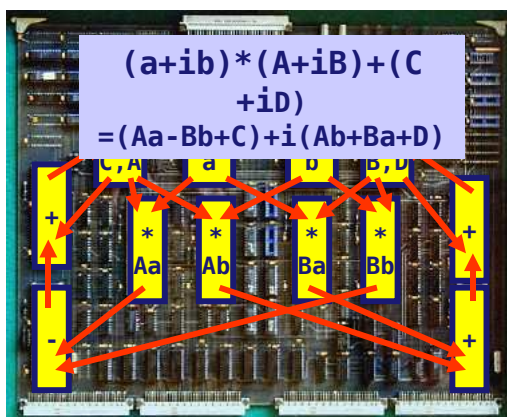 (a+ib)*(A+iB)+(C
+iD)
=(Aa-Bb+C)+i(Ab+Ba+D)
C,A a b B,D
+ * * * * +
Aa Ab Ba Bb
- +